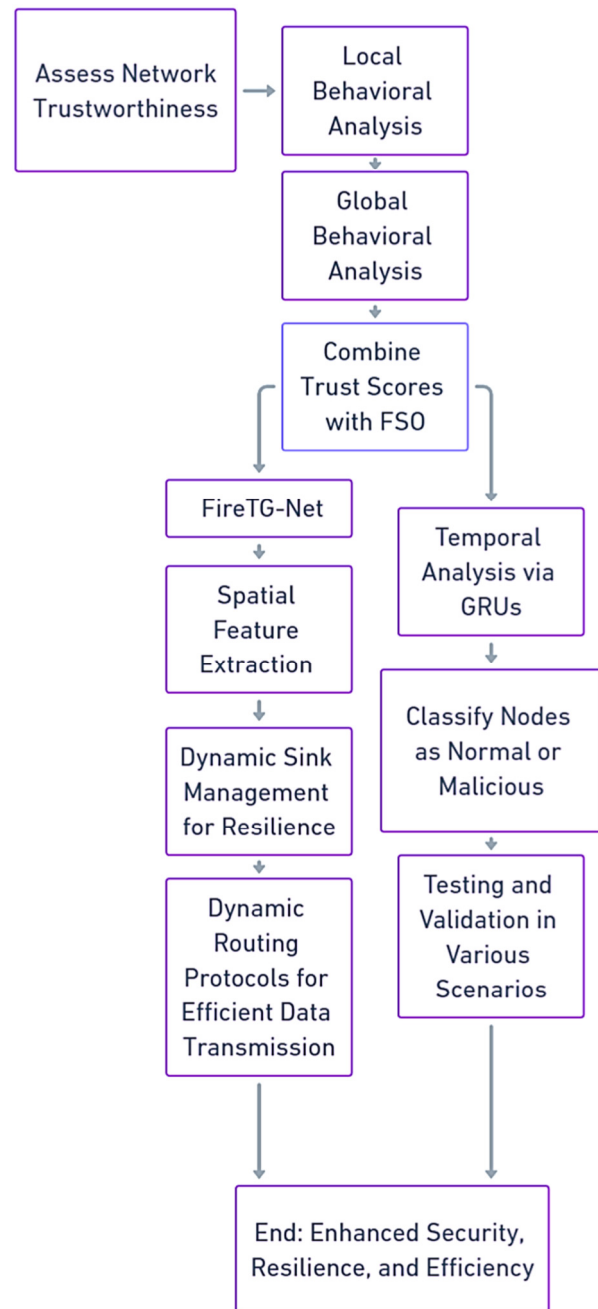 Assess Network
Trustworthiness
Local
Behavioral
Analysis
Global
Behavioral
Analysis
Combine
Trust Scores
with FSO
FireTG-Net
Spatial
Feature
Extraction
Dynamic Sink
Management
for Resilience
Dynamic
Routing
Protocols for
Efficient Data
Transmission
Temporal
Analysis via
GRUs
Classify Nodes
as Normal or
Malicious
Testing and
Validation in
Various
Scenarios
End: Enhanced Security,
Resilience, and Efficiency